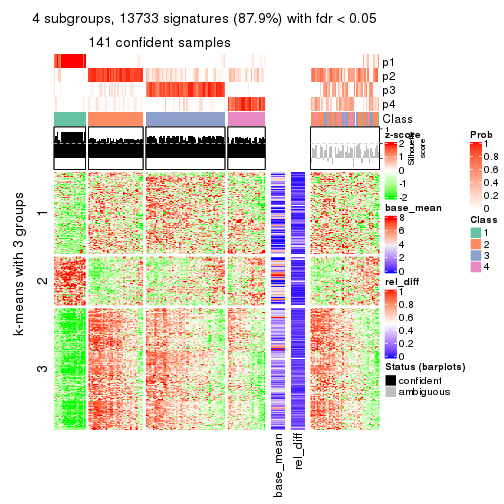 4 subgroups, 13733 signatures (87.9%) with fdr < 0.05
141 confident samples
p1
p2
p3
p4
Class
1
Silhouette
score
z-score
2
1
0
-1
-2
base_mean
8
6
4
2
0
rel_diff
1
0.8
0.6
0.4
0.2
0
Status (barplots)
confident
ambiguous
Prob
1
0.8
0.6
0.4
0.2
0
Class
1
2
3
4
k-means with 3 groups
1
2
3
base_mean
rel_diff